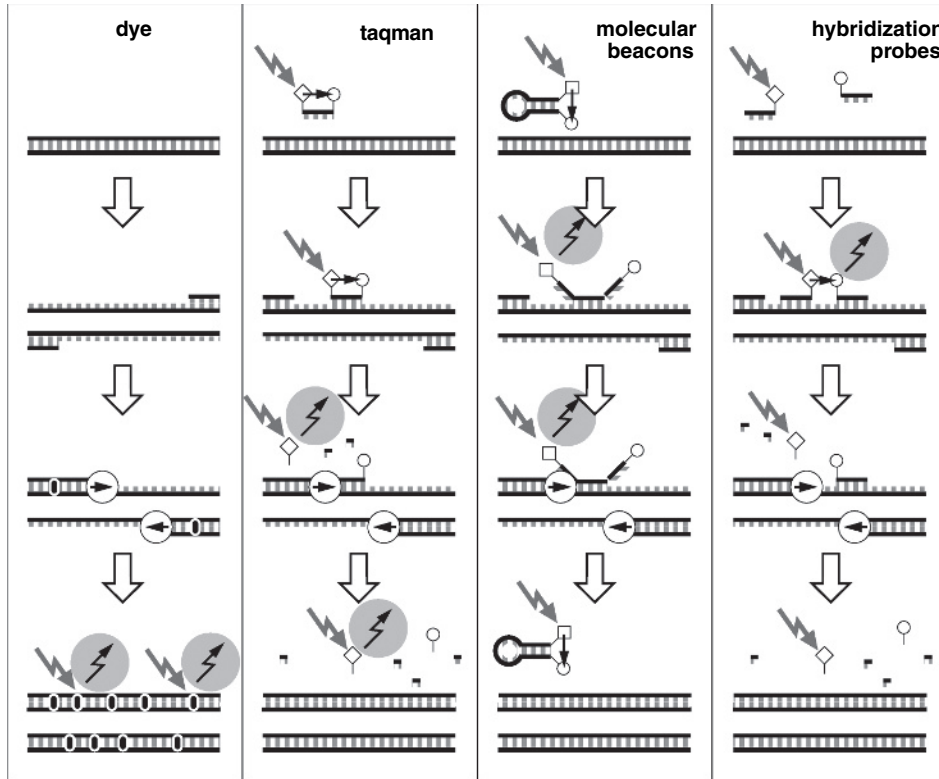 dye
taqman
molecular
beacons
hybridization
probes